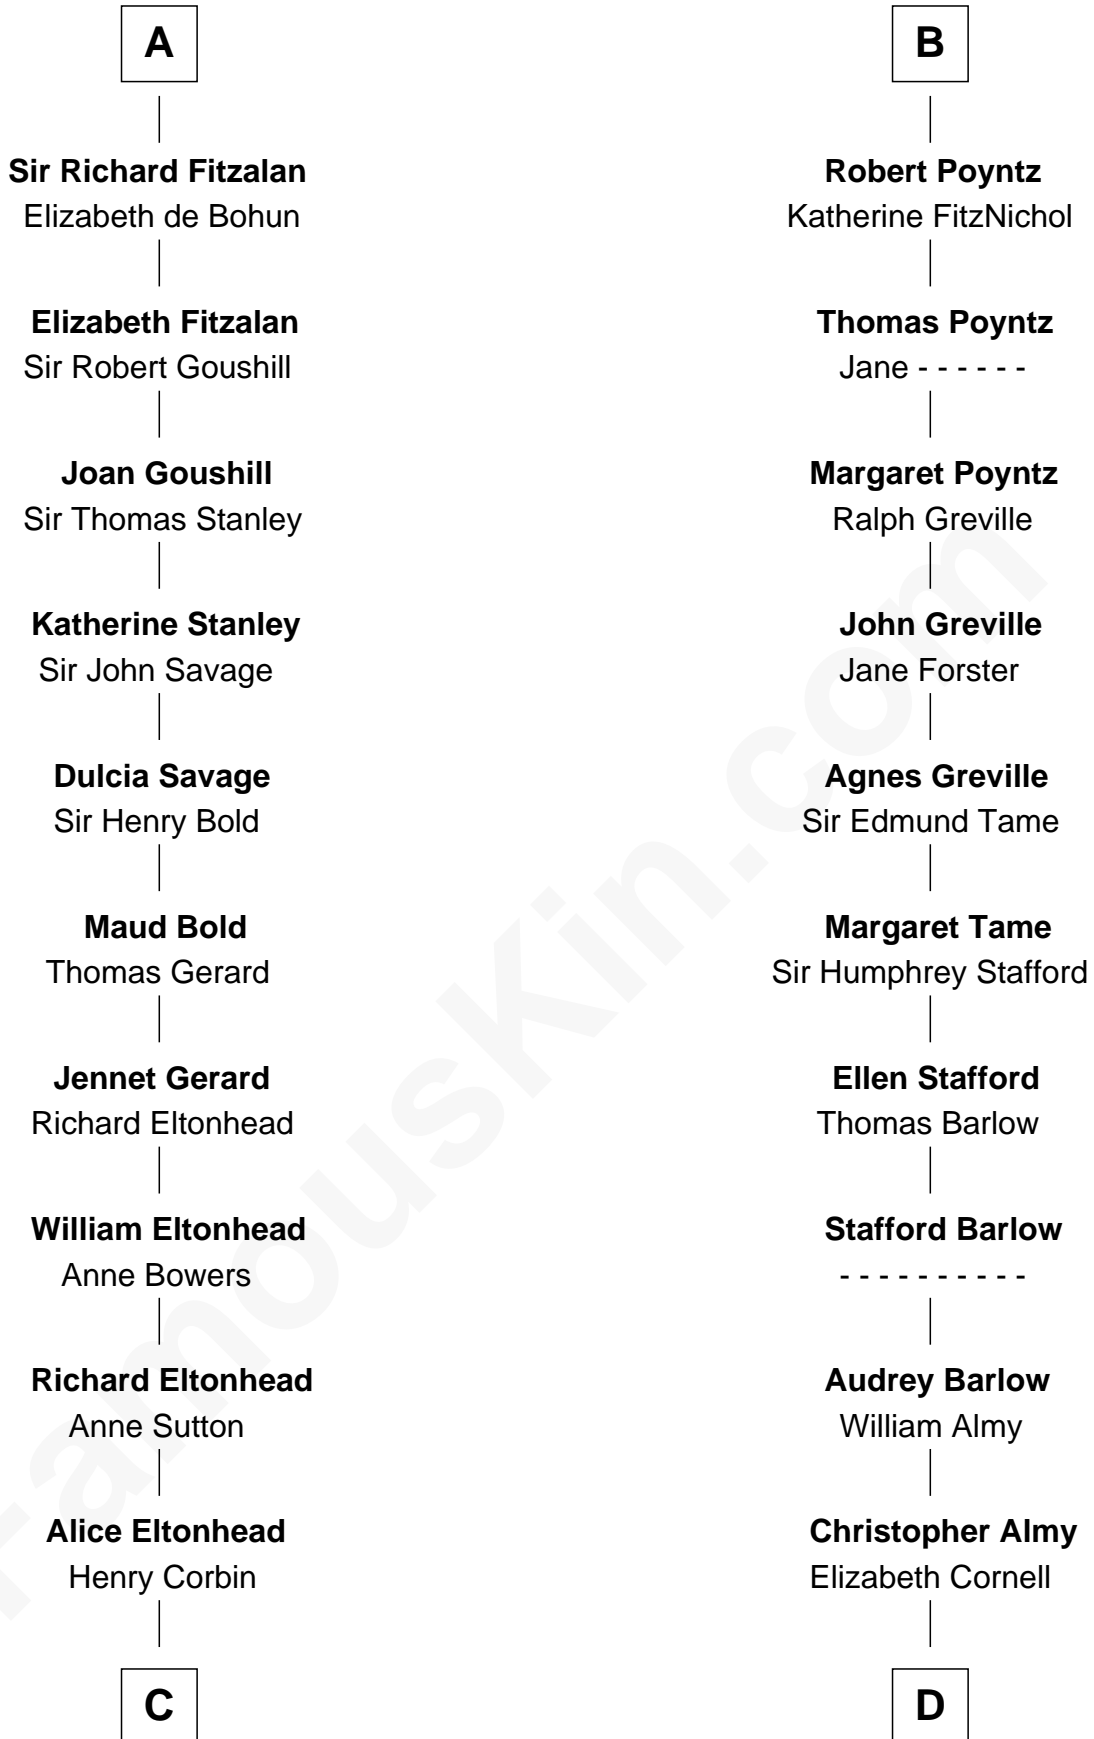 A
Sir Richard Fitzalan
Elizabeth de Bohun
Elizabeth Fitzalan
Sir Robert Goushill
Joan Goushill
Sir Thomas Stanley
Katherine Stanley
Sir John Savage
Dulcia Savage
Sir Henry Bold
Maud Bold
Thomas Gerard
Jennet Gerard
Richard Eltonhead
William Eltonhead
Anne Bowers
Richard Eltonhead
Anne Sutton
Alice Eltonhead
Henry Corbin
C
B
Robert Poyntz
Katherine FitzNichol
Thomas Poyntz
Jane - - - - - -
Margaret Poyntz
Ralph Greville
John Greville
Jane Forster
Agnes Greville
Sir Edmund Tame
Margaret Tame
Sir Humphrey Stafford
Ellen Stafford
Thomas Barlow
Stafford Barlow
- - - - - - - - - -
Audrey Barlow
William Almy
Christopher Almy
Elizabeth Cornell
D
FamousKin.com